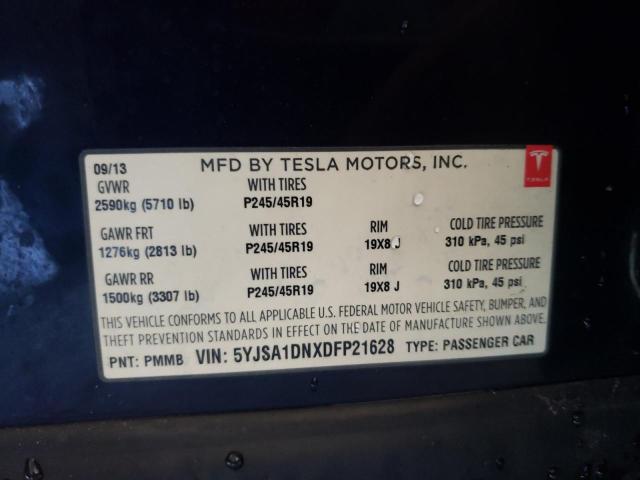 09/13
MFD BY TESLA MOTORS, INC.
TESLA
GVWR WITH TIRES
2590kg (5710 lb) P245/45R19
GAWR FRT WITH TIRES RIM COLD TIRE PRESSURE
1276kg (2813 lb) P245/45R19 19X8 J 310 kPa, 45 psi
GAWR RR WITH TIRES RIM COLD TIRE PRESSURE
1500kg (3307 lb) P245/45R19 19X8 J 310 kPa, 45 psi
THIS VEHICLE CONFORMS TO ALL APPLICABLE U.S. FEDERAL MOTOR VEHICLE SAFETY, BUMPER, AND
THEFT PREVENTION STANDARDS IN EFFECT ON THE DATE OF MANUFACTURE SHOWN ABOVE.
PNT: PMMB VIN: 5YJSA1DNXDFP21628 TYPE: PASSENGER CAR